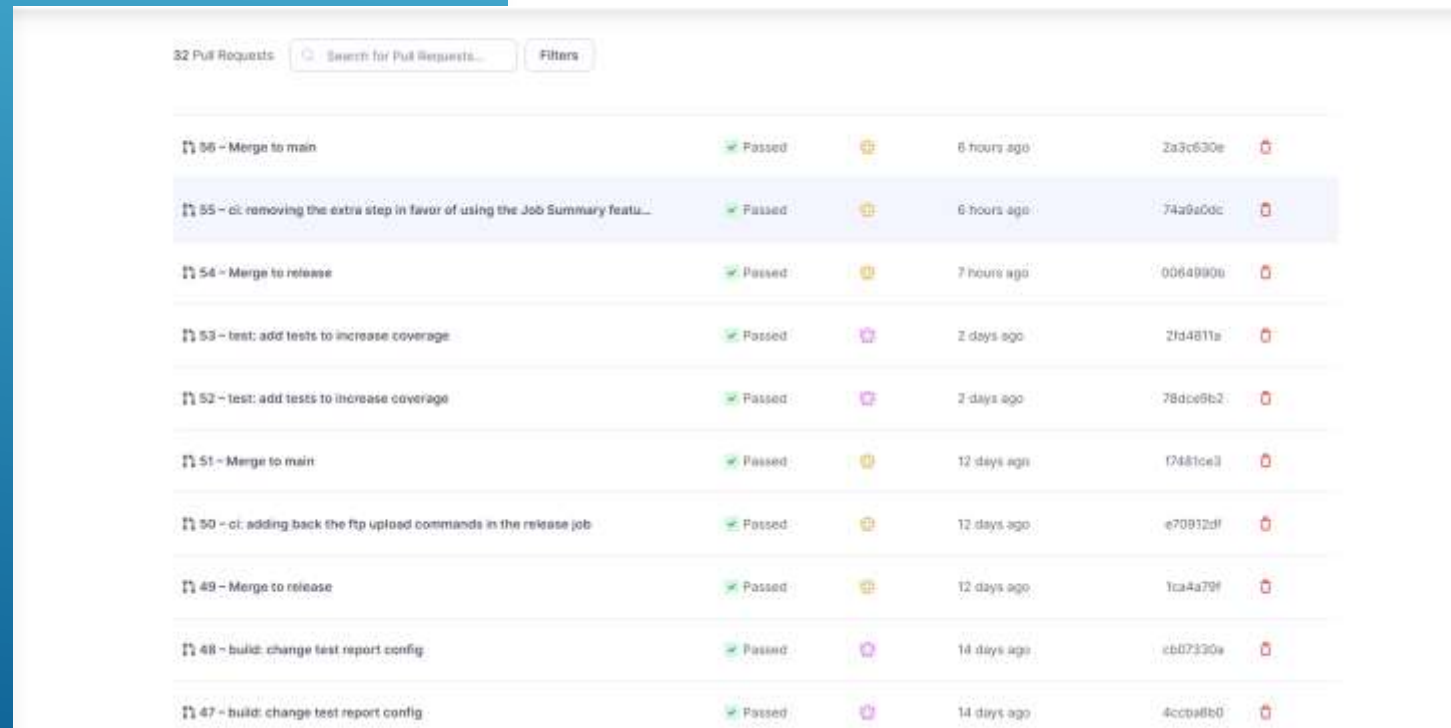 32 Pull Requests Search for Pull Requests... Filters
56 – Merge to main Passed 6 hours ago 2a3c630e
55 – ci: removing the extra step in favor of using the Job Summary featu... Passed 6 hours ago 74a9a0dc
54 – Merge to release Passed 7 hours ago
53 – test: add tests to increase coverage Passed 2 days ago 2fd4811a
52 – test: add tests to increase coverage Passed 2 days ago 78dce9b2
51 – Merge to main Passed 12 days ago f7481ce3
50 – ci: adding back the ftp upload commands in the release job Passed 12 days ago e70912df
49 – Merge to release Passed 12 days ago 1ca4a79f
48 – build: change test report config Passed 14 days ago cb07330a
47 – build: change test report config Passed 14 days ago